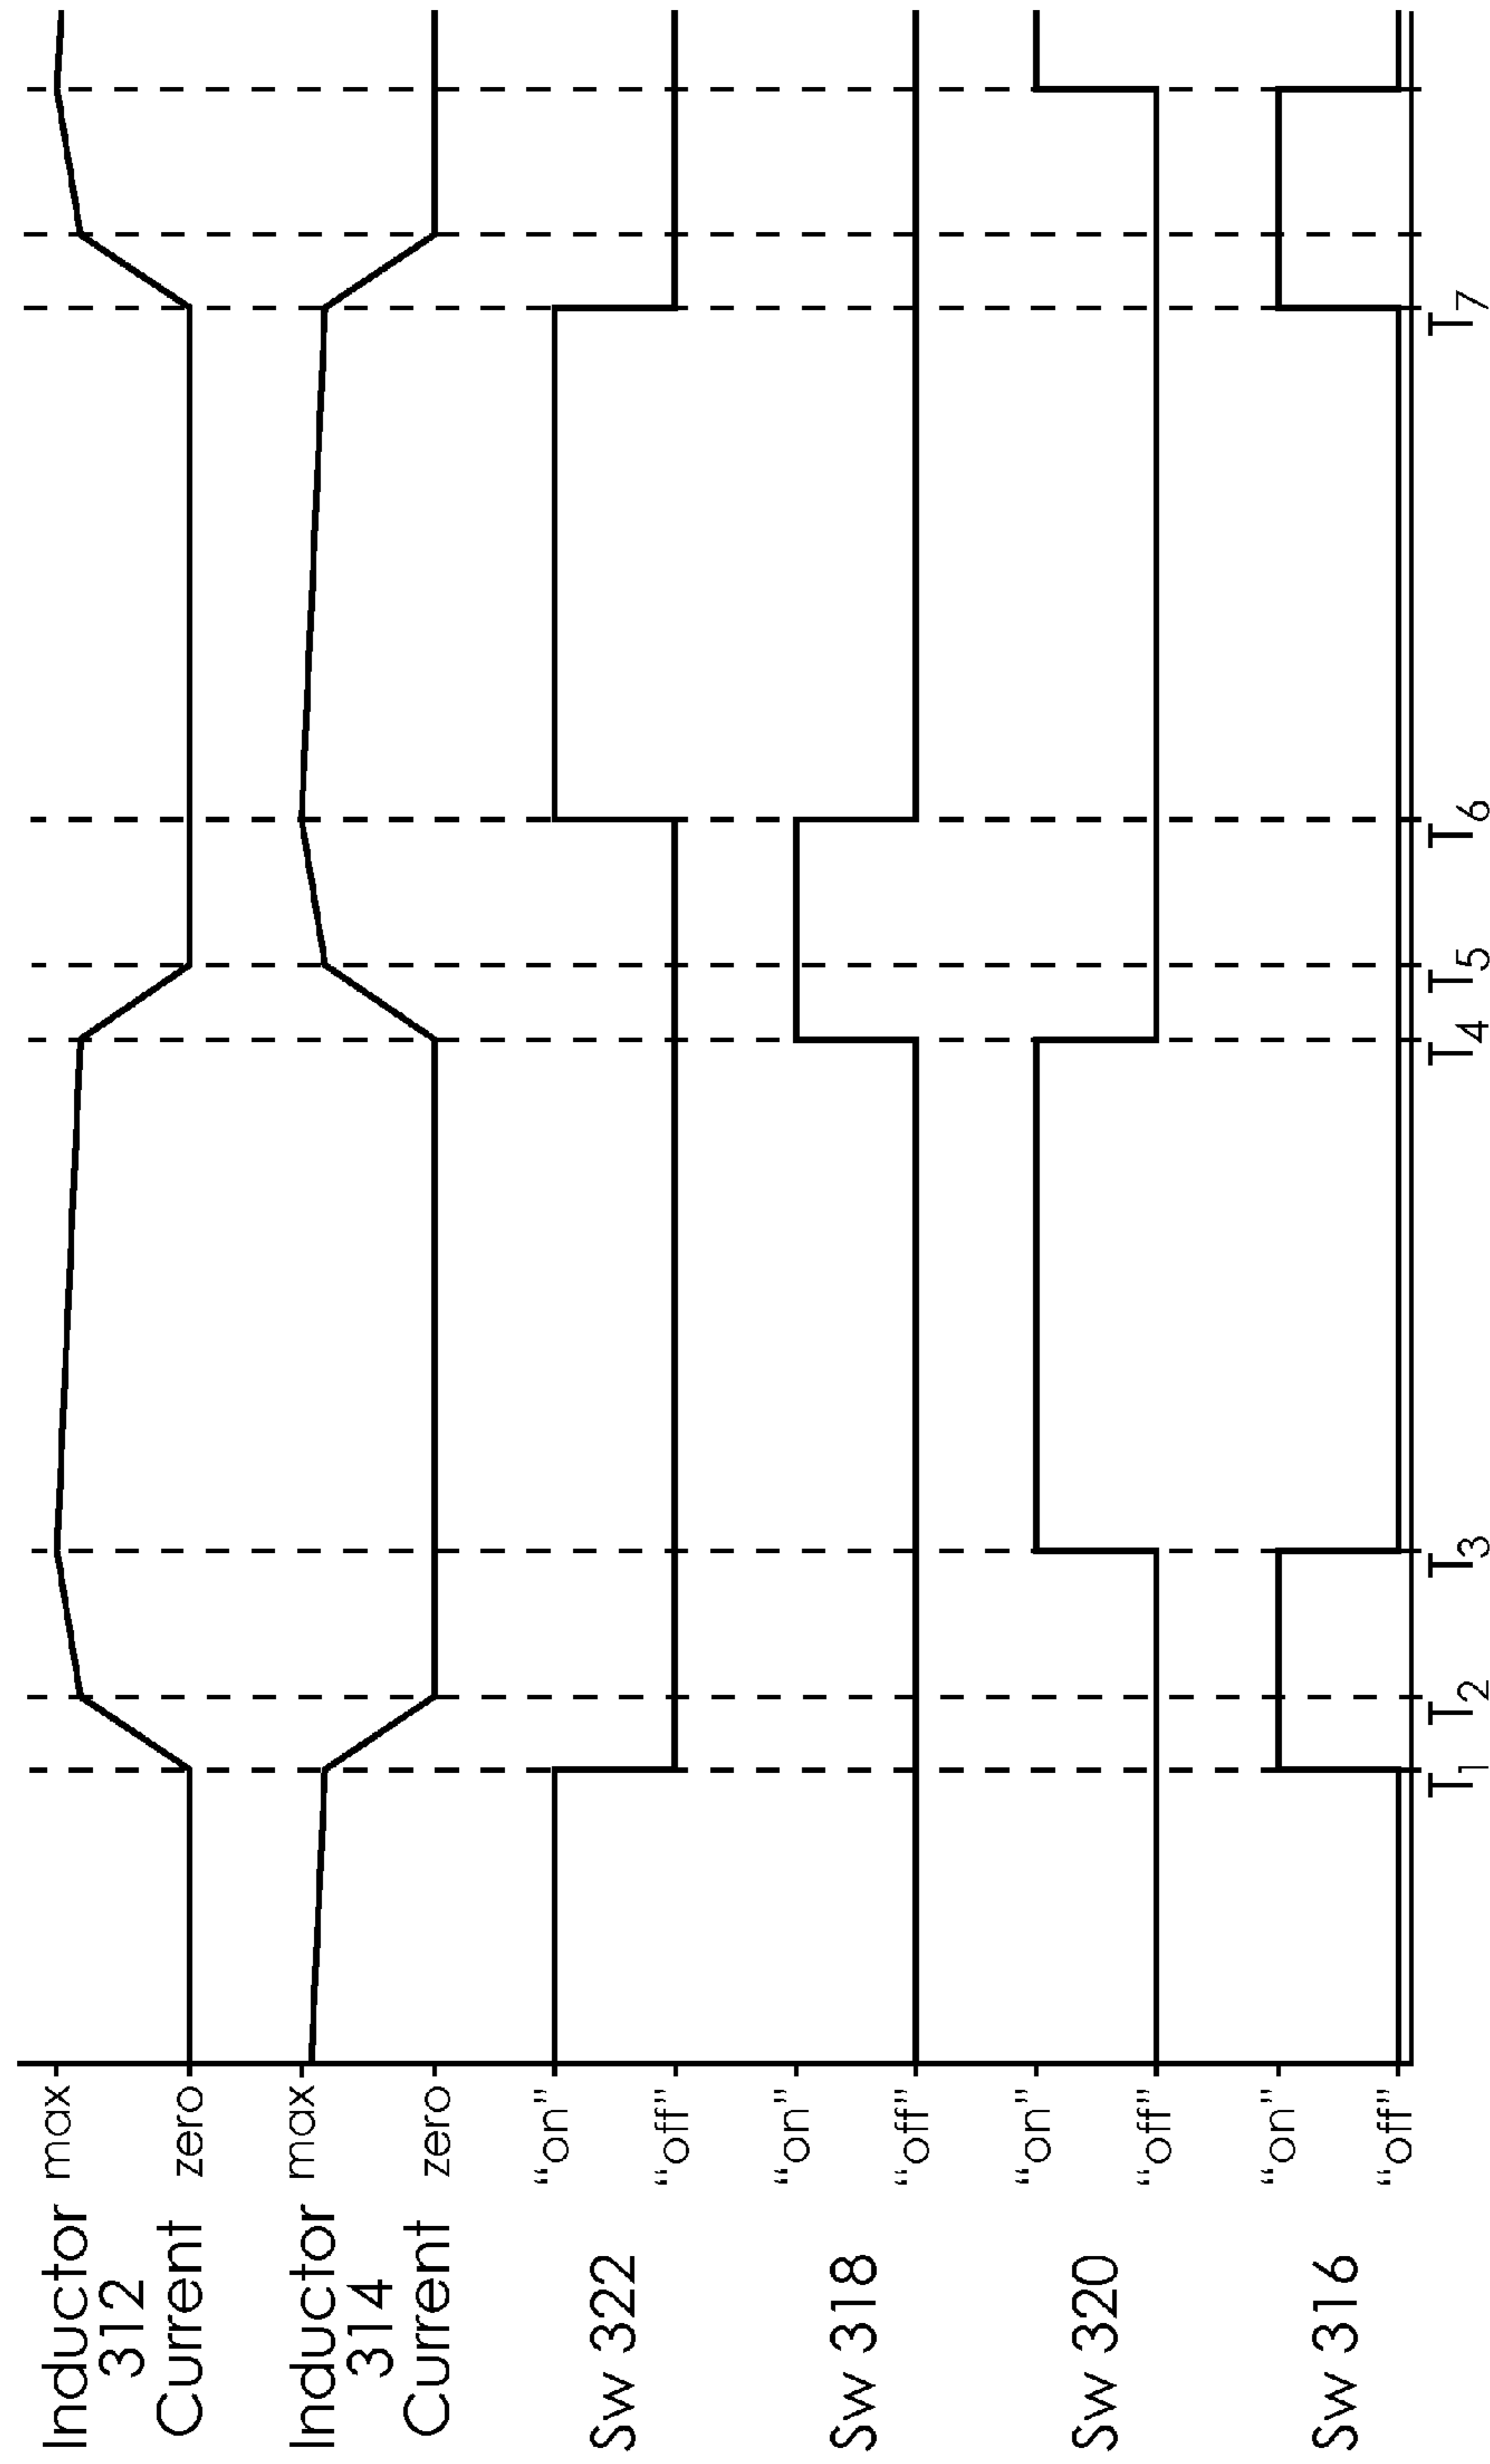 Inductor max
312
Current zero
Inductor max
314
Current zero
“on”
Sw 322
“off”
“on”
Sw 318
“off”
“on”
Sw 320
“off”
“on”
Sw 316
“off”
T1 T2 T3 T4 T5 T6 T7